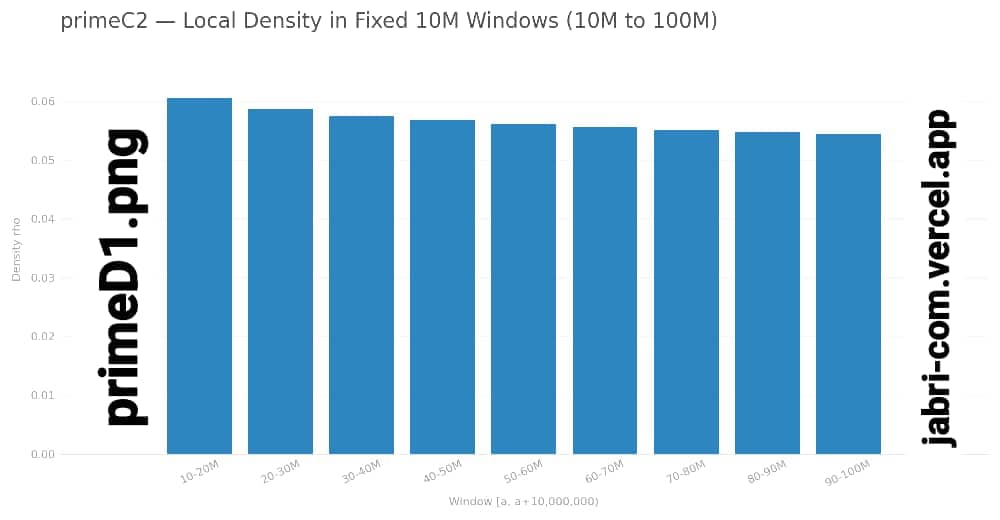 primeC2 — Local Density in Fixed 10M Windows (10M to 100M)
0.06
0.05
0.04
0.03
0.02
0.01
0.00
Density rho
primeD1.png
jabri-com.vercel.app
10-20M
20-30M
30-40M
40-50M
50-60M
60-70M
70-80M
80-90M
90-100M
Window [a, a+10,000,000)